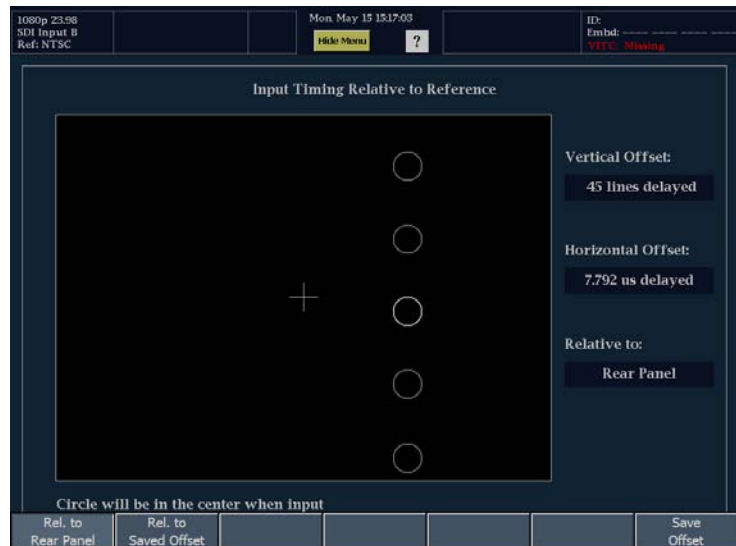 1080p 23.98
SDI Input B
Ref: NTSC
Mon. May 15 15:17:03
Hide Menu
?
ID:
Embd: ---- ---- ---- ----
VITC: Missing
Input Timing Relative to Reference
Vertical Offset:
45 lines delayed
Horizontal Offset:
7.792 us delayed
Relative to:
Rear Panel
Circle will be in the center when input
Rel. to
Rear Panel
Rel. to
Saved Offset
Save
Offset